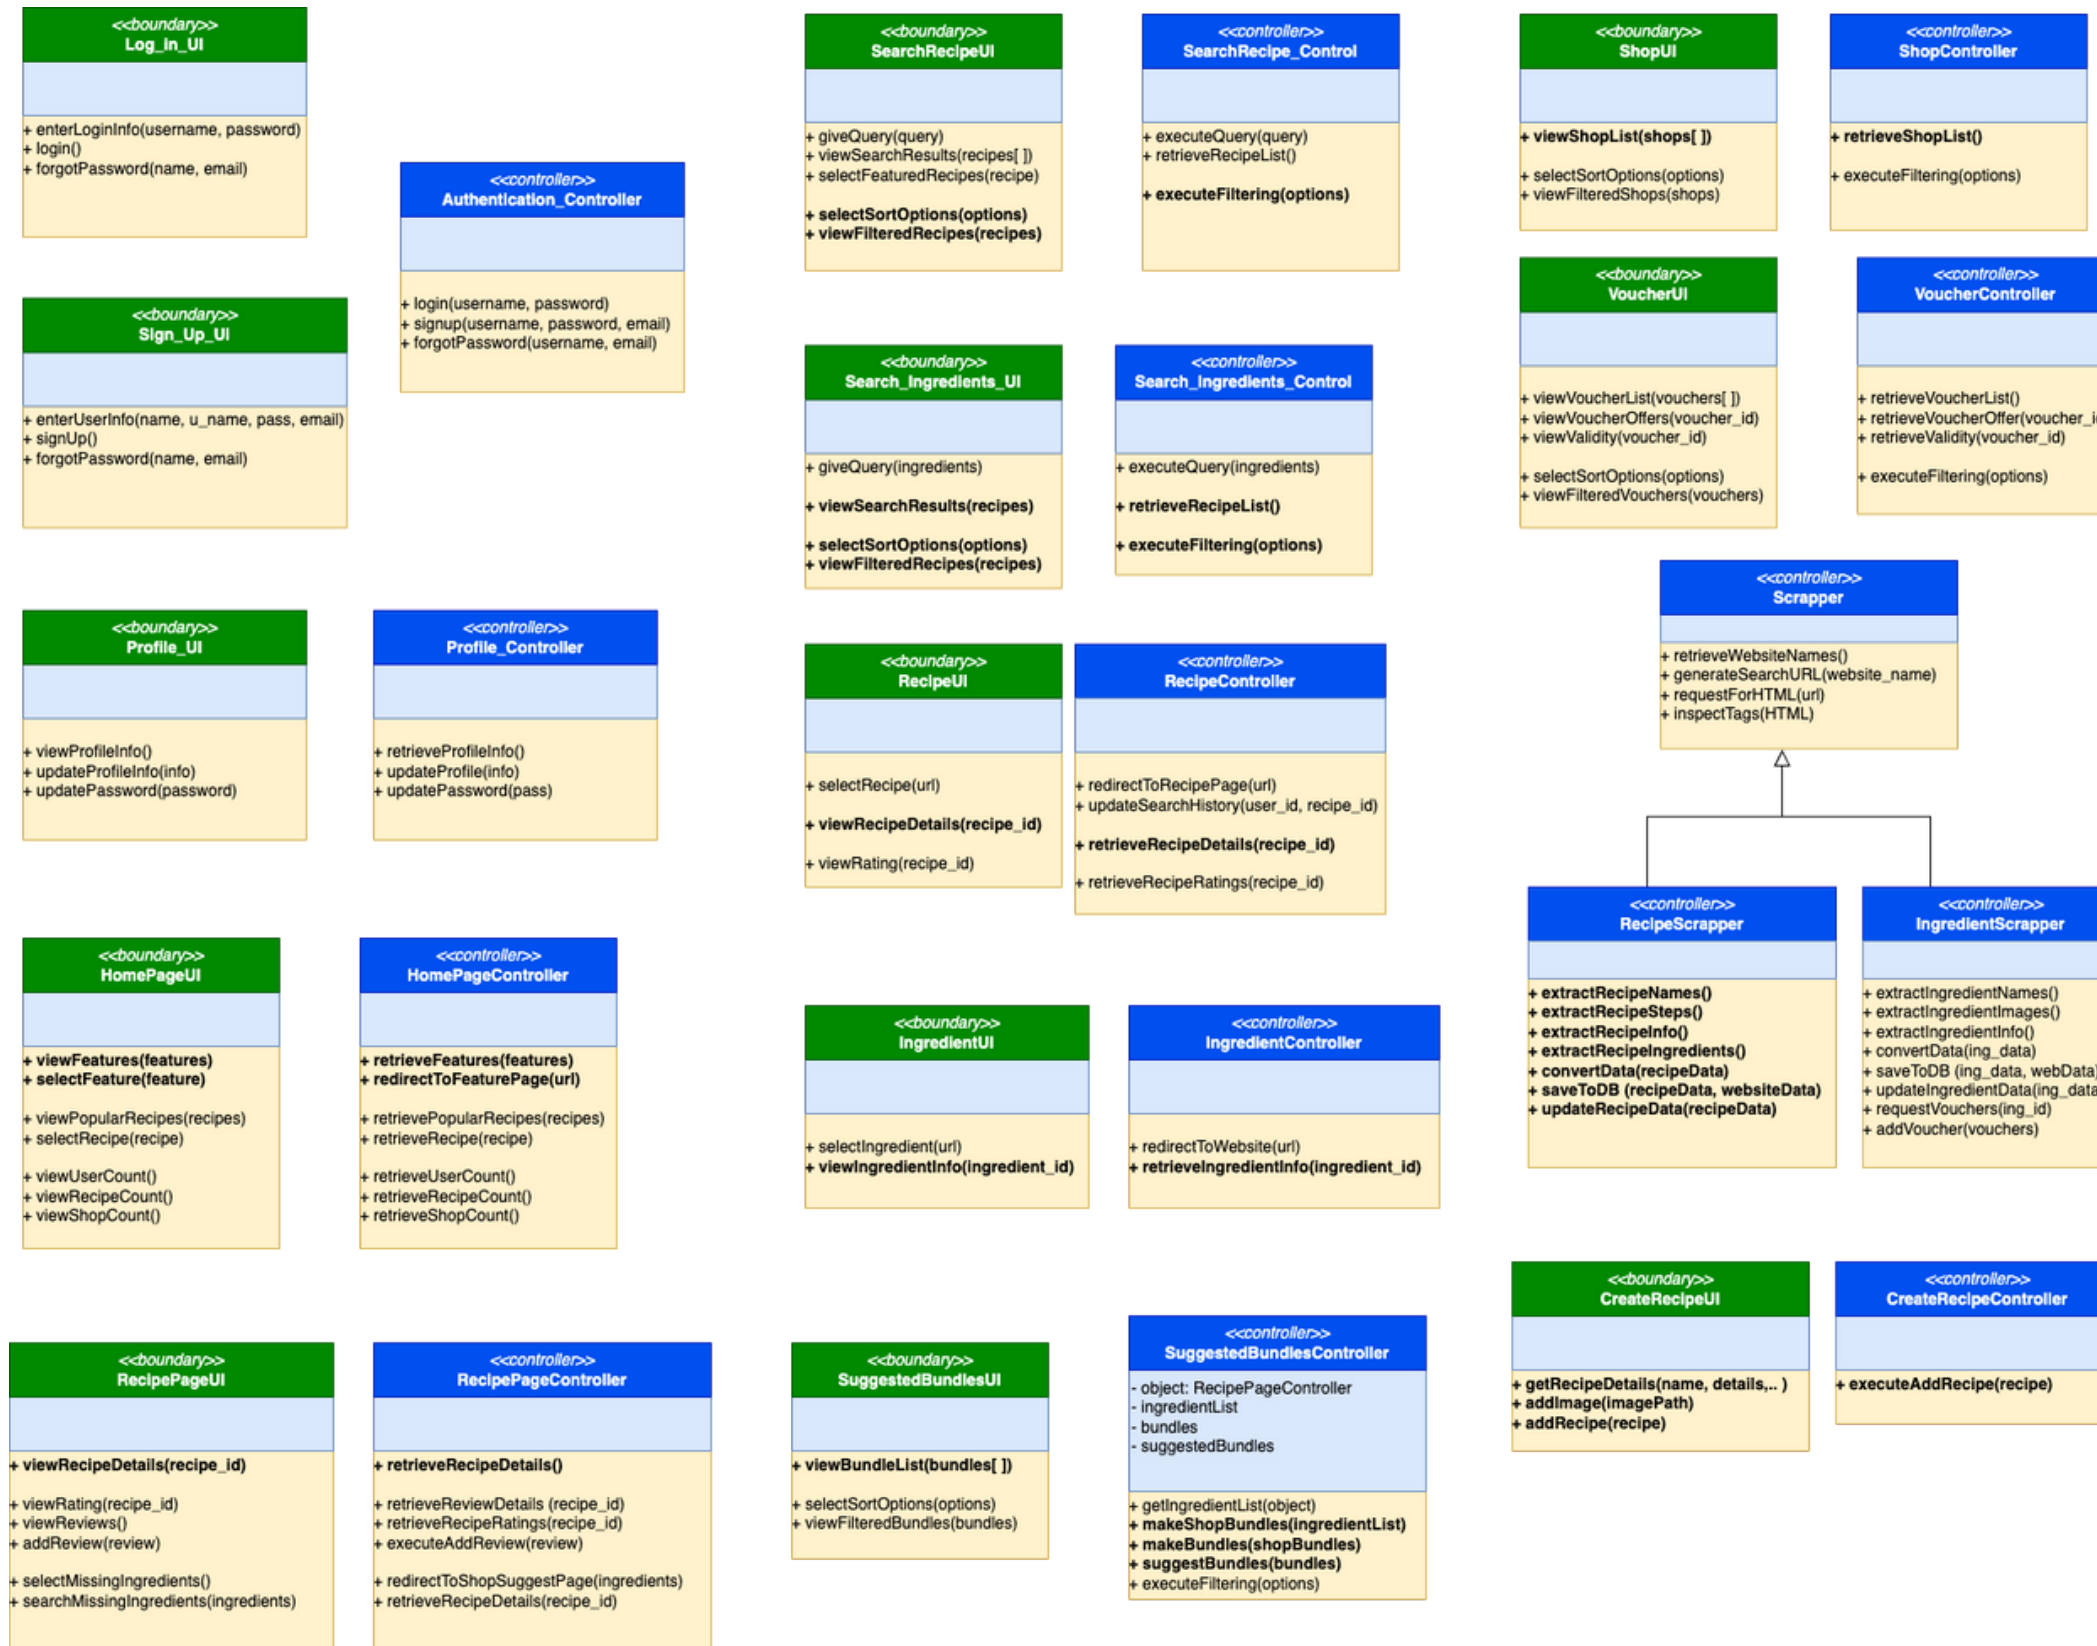 <<boundary>>
Log_in_UI
+ enterLoginInfo(username, password)
+ login()
+ forgotPassword(name, email)
<<controller>>
Authentication_Controller
+ login(username, password)
+ signup(username, password, email)
+ forgotPassword(username, email)
<<boundary>>
Sign_Up_UI
+ enterUserInfo(name, u_name, pass, email)
+ signUp()
+ forgotPassword(name, email)
<<boundary>>
Profile_UI
+ viewProfileInfo()
+ updateProfileInfo(info)
+ updatePassword(password)
<<controller>>
Profile_Controller
+ retrieveProfileInfo()
+ updateProfile(info)
+ updatePassword(pass)
<<boundary>>
HomePageUI
+ viewFeatures(features)
+ selectFeature(feature)
+ viewPopularRecipes(recipes)
+ selectRecipe(recipe)
+ viewUserCount()
+ viewRecipeCount()
+ viewShopCount()
<<controller>>
HomePageController
+ retrieveFeatures(features)
+ redirectToFeaturePage(url)
+ retrievePopularRecipes(recipes)
+ retrieveRecipe(recipe)
+ retrieveUserCount()
+ retrieveRecipeCount()
+ retrieveShopCount()
<<boundary>>
RecipePageUI
+ viewRecipeDetails(recipe_id)
+ viewRating(recipe_id)
+ viewReviews()
+ addReview(review)
+ selectMissingIngredients()
+ searchMissingIngredients(ingredients)
<<controller>>
RecipePageController
+ retrieveRecipeDetails()
+ retrieveReviewDetails (recipe_id)
+ retrieveRecipeRatings(recipe_id)
+ executeAddReview(review)
+ redirectToShopSuggestPage(ingredients)
+ retrieveRecipeDetails(recipe_id)
<<boundary>>
SearchRecipeUI
+ giveQuery(query)
+ viewSearchResults(recipes[ ])
+ selectFeaturedRecipes(recipe)
+ selectSortOptions(options)
+ viewFilteredRecipes(recipes)
<<controller>>
SearchRecipe_Control
+ executeQuery(query)
+ retrieveRecipeList()
+ executeFiltering(options)
<<boundary>>
Search_Ingredients_UI
+ giveQuery(ingredients)
+ viewSearchResults(recipes)
+ selectSortOptions(options)
+ viewFilteredRecipes(recipes)
<<controller>>
Search_Ingredients_Control
+ executeQuery(ingredients)
+ retrieveRecipeList()
+ executeFiltering(options)
<<boundary>>
RecipeUI
+ selectRecipe(url)
+ viewRecipeDetails(recipe_id)
+ viewRating(recipe_id)
<<controller>>
RecipeController
+ redirectToRecipePage(url)
+ updateSearchHistory(user_id, recipe_id)
+ retrieveRecipeDetails(recipe_id)
+ retrieveRecipeRatings(recipe_id)
<<boundary>>
IngredientUI
+ selectIngredient(url)
+ viewIngredientInfo(ingredient_id)
<<controller>>
IngredientController
+ redirectToWebsite(url)
+ retrieveIngredientInfo(ingredient_id)
<<boundary>>
SuggestedBundlesUI
+ viewBundleList(bundles[ ])
+ selectSortOptions(options)
+ viewFilteredBundles(bundles)
<<controller>>
SuggestedBundlesController
- object: RecipePageController
- ingredientList
- bundles
- suggestedBundles
+ getIngredientList(object)
+ makeShopBundles(ingredientList)
+ makeBundles(shopBundles)
+ suggestBundles(bundles)
+ executeFiltering(options)
<<boundary>>
ShopUI
+ viewShopList(shops[ ])
+ selectSortOptions(options)
+ viewFilteredShops(shops)
<<controller>>
ShopController
+ retrieveShopList()
+ executeFiltering(options)
<<boundary>>
VoucherUI
+ viewVoucherList(vouchers[ ])
+ viewVoucherOffers(voucher_id)
+ viewValidity(voucher_id)
+ selectSortOptions(options)
+ viewFilteredVouchers(vouchers)
<<controller>>
VoucherController
+ retrieveVoucherList()
+ retrieveVoucherOffer(voucher_i
+ retrieveValidity(voucher_id)
+ executeFiltering(options)
<<controller>>
Scrapper
+ retrieveWebsiteNames()
+ generateSearchURL(website_name)
+ requestForHTML(url)
+ inspectTags(HTML)
<<controller>>
RecipeScrapper
+ extractRecipeNames()
+ extractRecipeSteps()
+ extractRecipeInfo()
+ extractRecipeIngredients()
+ convertData(recipeData)
+ saveToDB (recipeData, websiteData)
+ updateRecipeData(recipeData)
<<controller>>
IngredientScrapper
+ extractIngredientNames()
+ extractIngredientImages()
+ extractIngredientInfo()
+ convertData(ing_data)
+ saveToDB (ing_data, webData)
+ updateIngredientData(ing_data
+ requestVouchers(ing_id)
+ addVoucher(vouchers)
<<boundary>>
CreateRecipeUI
+ getRecipeDetails(name, details,.. )
+ addImage(imagePath)
+ addRecipe(recipe)
<<controller>>
CreateRecipeController
+ executeAddRecipe(recipe)